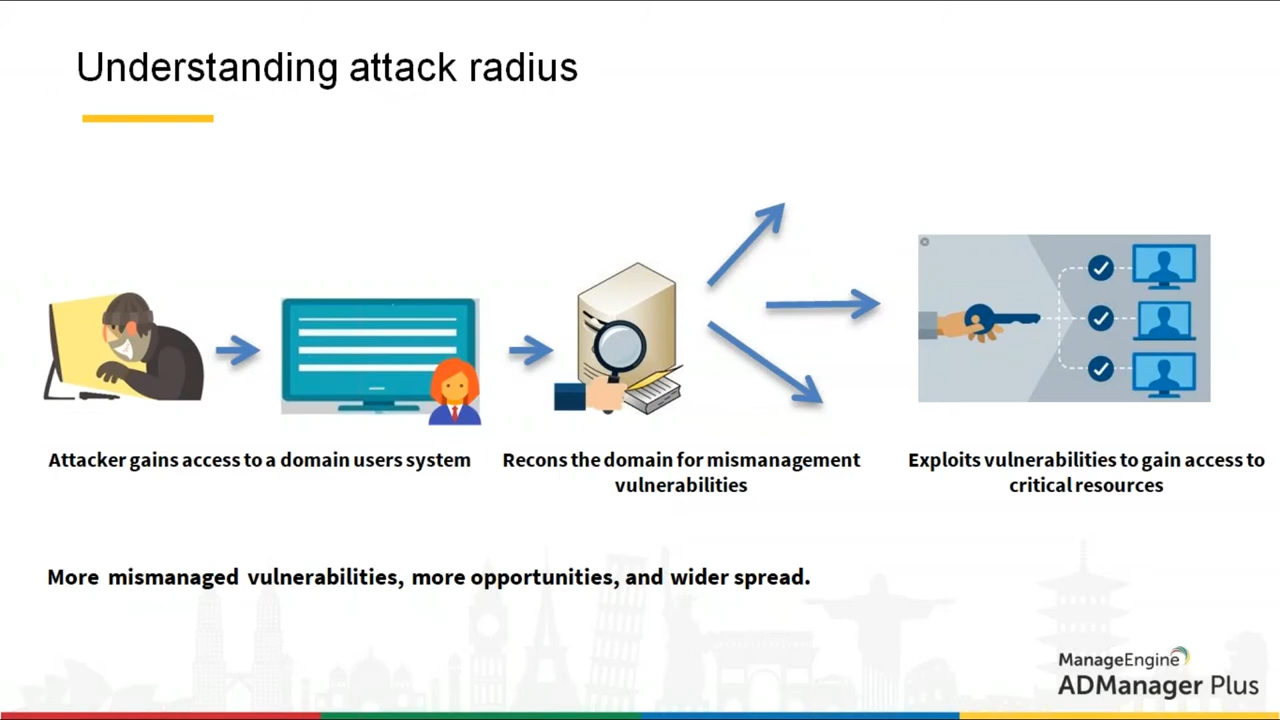 Understanding attack radius
Attacker gains access to a domain users system
Recons the domain for mismanagement
vulnerabilities
Exploits vulnerabilities to gain access to
critical resources
More mismanaged vulnerabilities, more opportunities, and wider spread.
ManageEngine
ADManager Plus